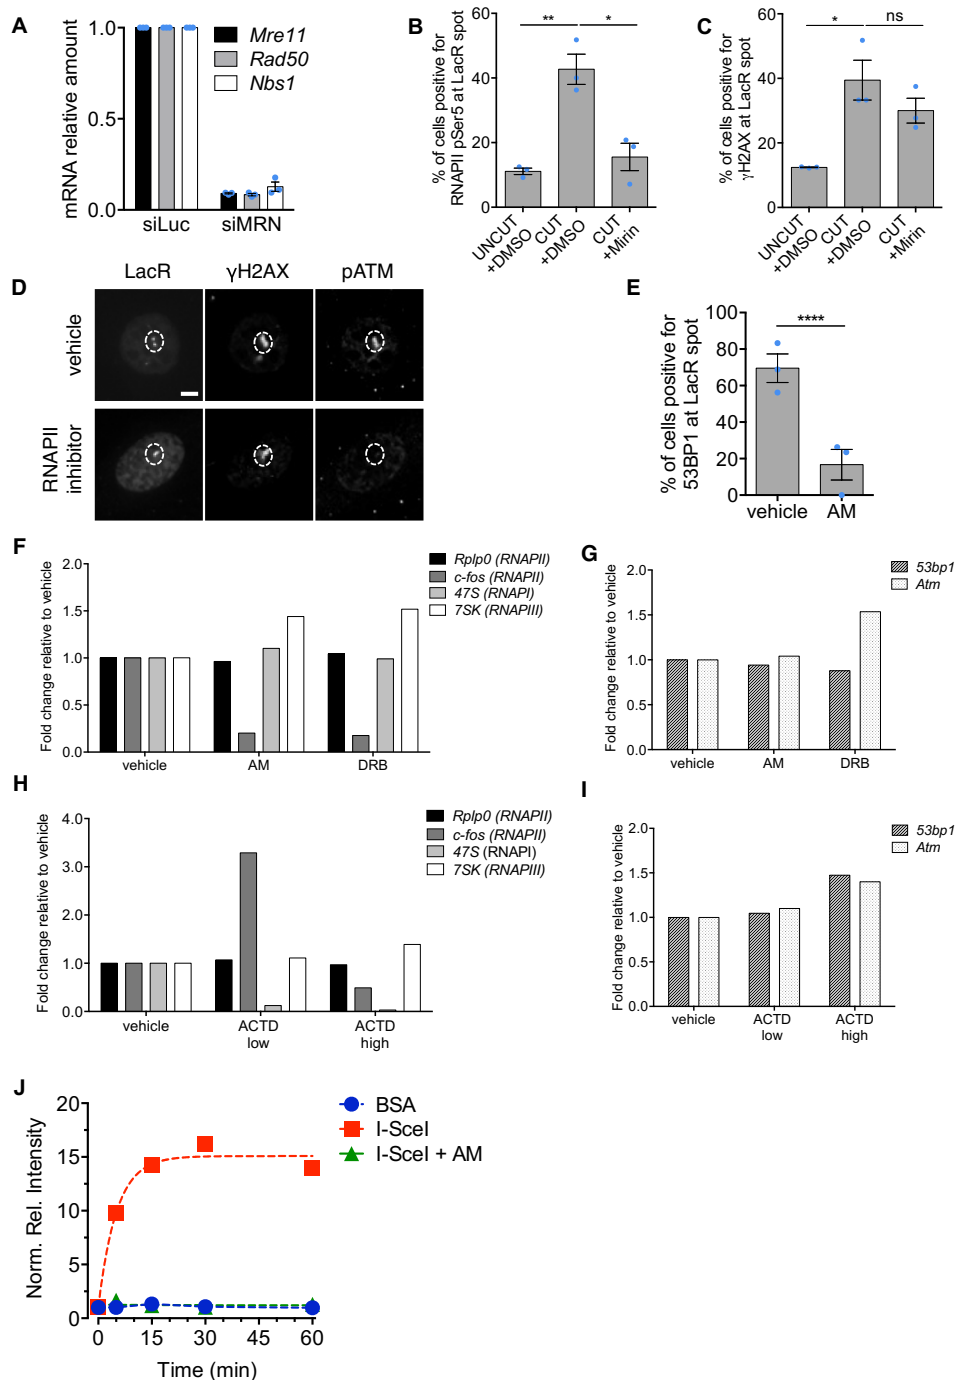 A
mRNA relative amount
1.0
0.5
0.0
siLuc siMRN
Mre11
Rad50
Nbs1
B
% of cells positive for
RNAPII pSer5 at LacR spot
60
40
20
0
** *
UNCUT
+DMSO
CUT
+DMSO
CUT
+Mirin
C
% of cells positive for
γH2AX at LacR spot
60
40
20
0
* ns
UNCUT
+DMSO
CUT
+DMSO
CUT
+Mirin
D
LacR γH2AX pATM
vehicle
RNAPII
inhibitor
E
% of cells positive for
53BP1 at LacR spot
100
80
60
40
20
0
****
vehicle AM
F
Fold change relative to vehicle
2.0
1.5
1.0
0.5
0.0
vehicle AM DRB
Rplp0 (RNAPII)
c-fos (RNAPII)
47S (RNAPI)
7SK (RNAPIII)
G
Fold change relative to vehicle
2.0
1.5
1.0
0.5
0.0
vehicle AM DRB
53bp1
Atm
H
Fold change relative to vehicle
4.0
3.0
2.0
1.0
0.0
vehicle ACTD ACTD
low high
Rplp0 (RNAPII)
c-fos (RNAPII)
47S (RNAPI)
7SK (RNAPIII)
I
Fold change relative to vehicle
2.0
1.5
1.0
0.5
0.0
vehicle ACTD ACTD
low high
53bp1
Atm
J
Norm. Rel. Intensity
20
15
10
5
0
0 15 30 45 60
Time (min)
BSA
I-SceI
I-SceI + AM